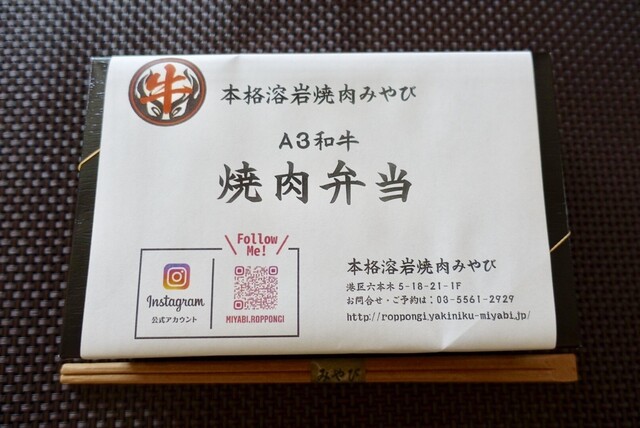 牛
本格溶岩焼肉みやび
A3和牛
焼肉弁当
Follow
Me!
Instagram
公式アカウント
MIYABI.ROPPONGI
本格溶岩焼肉みやび
港区六本木5-18-21-1F
お問合せ・ご予約は:03-5561-2929
http://roppongi.yakiniku-miyabi.jp/
みやび